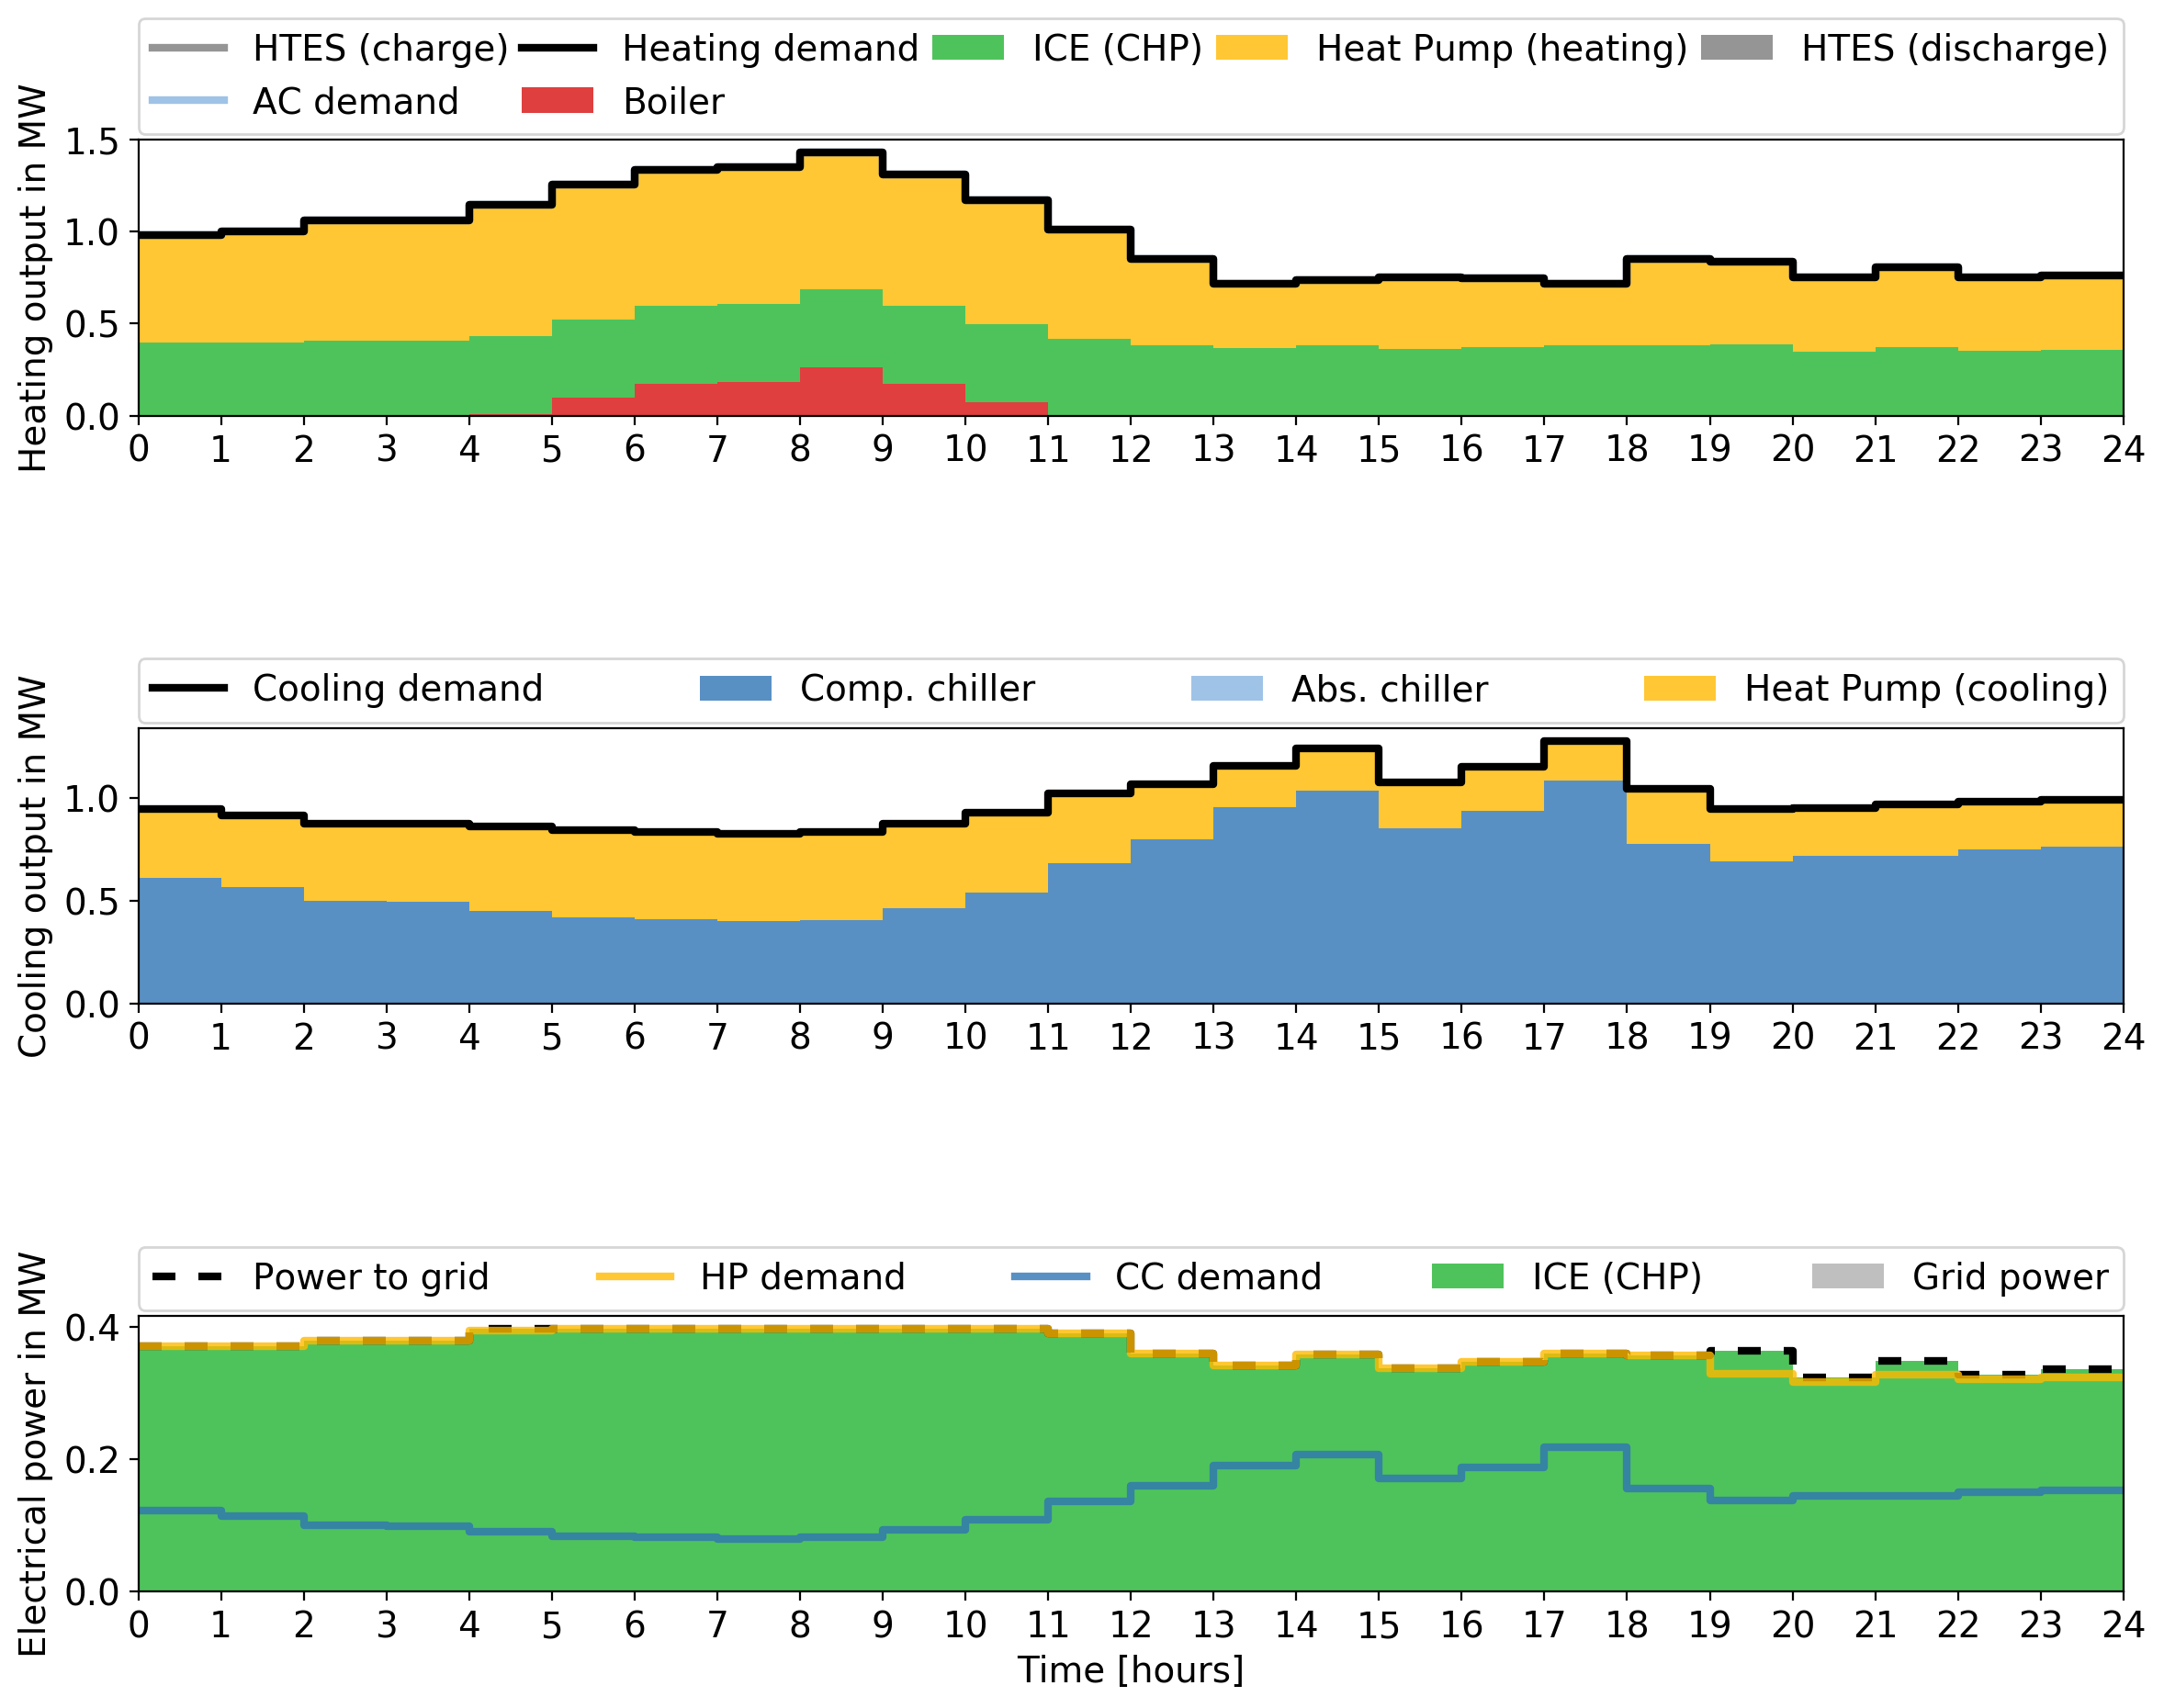 HTES (charge) Heating demand ICE (CHP) Heat Pump (heating) HTES (discharge)
AC demand Boiler
Heating output in MW
1.5
1.0
0.5
0.0
0 1 2 3 4 5 6 7 8 9 10 11 12 13 14 15 16 17 18 19 20 21 22 23 24
Cooling demand Comp. chiller Abs. chiller Heat Pump (cooling)
Cooling output in MW
1.0
0.5
0.0
0 1 2 3 4 5 6 7 8 9 10 11 12 13 14 15 16 17 18 19 20 21 22 23 24
Power to grid HP demand CC demand ICE (CHP) Grid power
Electrical power in MW
0.4
0.2
0.0
0 1 2 3 4 5 6 7 8 9 10 11 12 13 14 15 16 17 18 19 20 21 22 23 24
Time [hours]